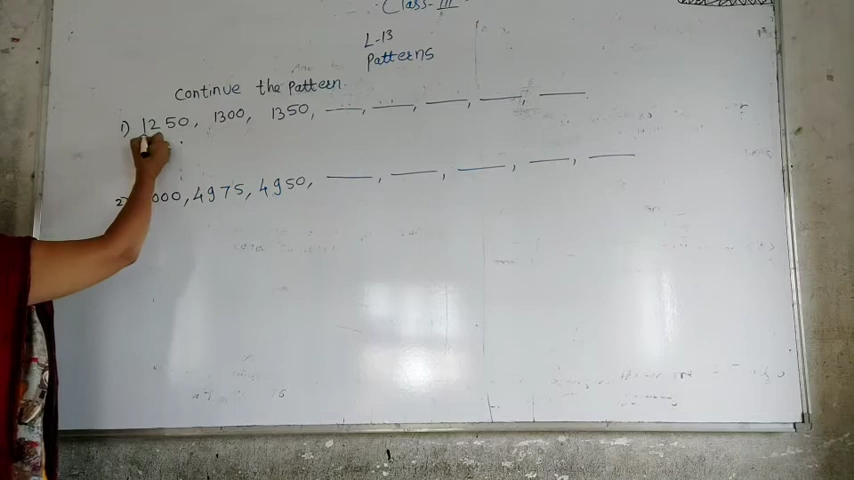 Class-III
L-13
Patterns
Continue the Pattern.
1) 1250, 1300, 1350, ___, ___, ___, ___, ___
2) 000, 4975, 4950, ___, ___, ___, ___, ___